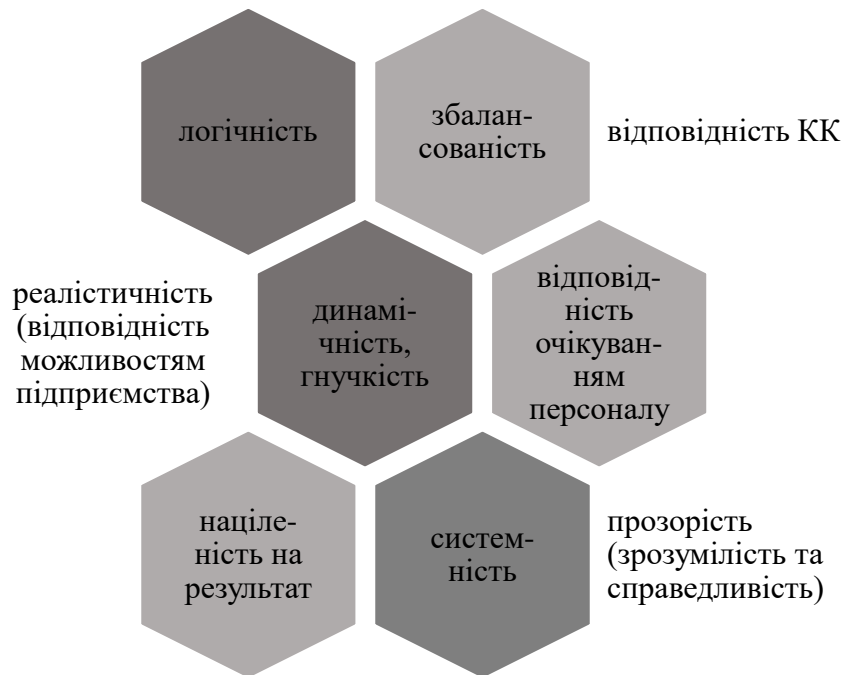 логічність
збалан-
сованість
відповідність КК
реалістичність
(відповідність
можливостям
підприємства)
динамі-
чність,
гнучкість
відповід-
ність
очікуван-
ням
персоналу
націле-
ність на
результат
систем-
ність
прозорість
(зрозумілість та
справедливість)